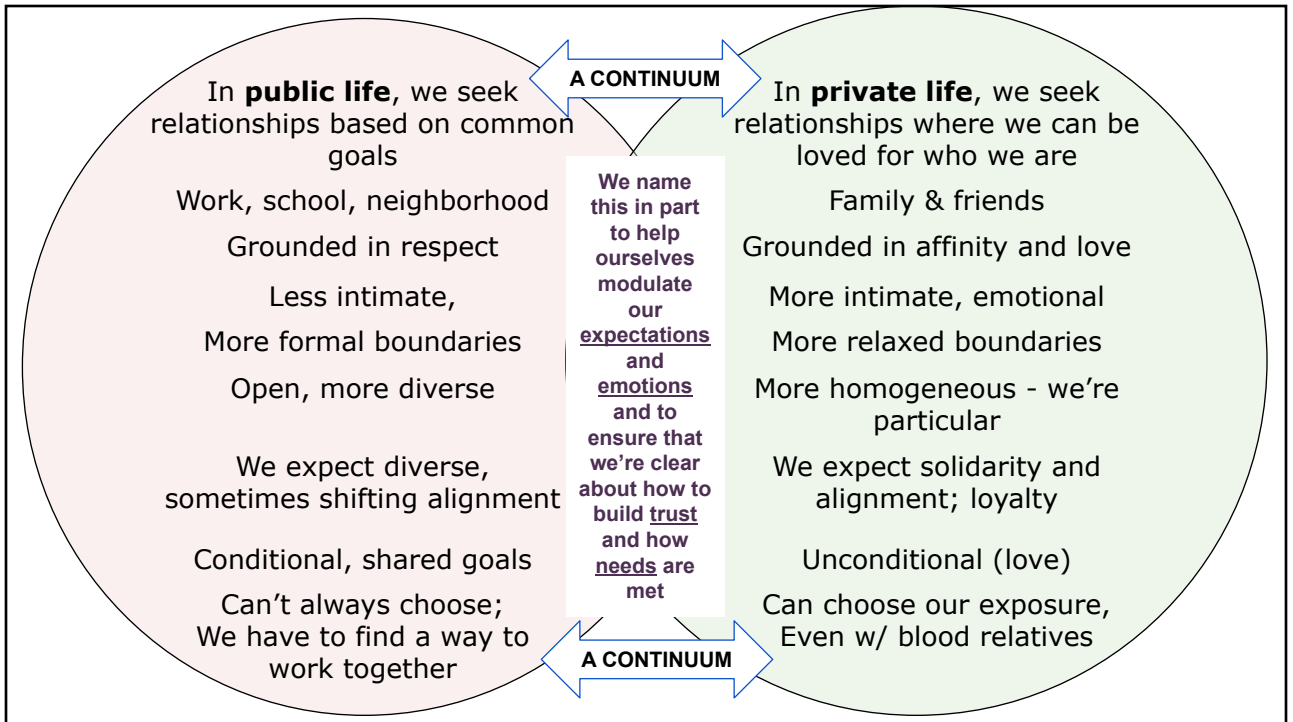 A CONTINUUM
In public life, we seek
relationships based on common
goals
Work, school, neighborhood
Grounded in respect
Less intimate,
More formal boundaries
Open, more diverse
We expect diverse,
sometimes shifting alignment
Conditional, shared goals
Can’t always choose;
We have to find a way to
work together
We name
this in part
to help
ourselves
modulate
our
expectations
and
emotions
and to
ensure that
we’re clear
about how to
build trust
and how
needs are
met
In private life, we seek
relationships where we can be
loved for who we are
Family & friends
Grounded in affinity and love
More intimate, emotional
More relaxed boundaries
More homogeneous - we’re
particular
We expect solidarity and
alignment; loyalty
Unconditional (love)
Can choose our exposure,
Even w/ blood relatives
A CONTINUUM